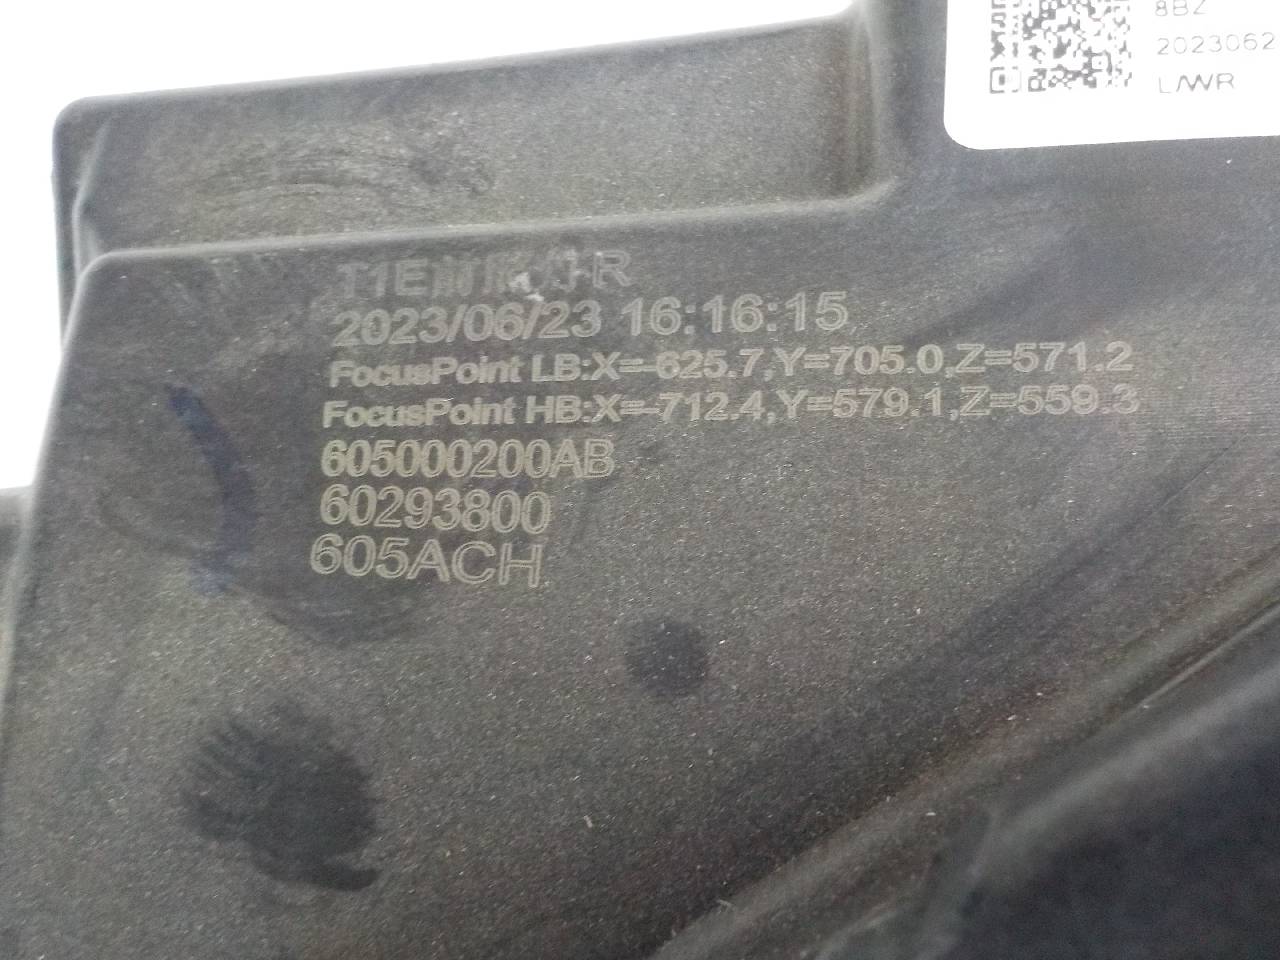 8BZ
2023062
L/WR
2023/06/23 16:16:15
FocusPoint LB:X=-625.7,Y=705.0,Z=571.2
FocusPoint HB:X=-712.4,Y=579.1,Z=559.3
605000200AB
60293800
605ACH